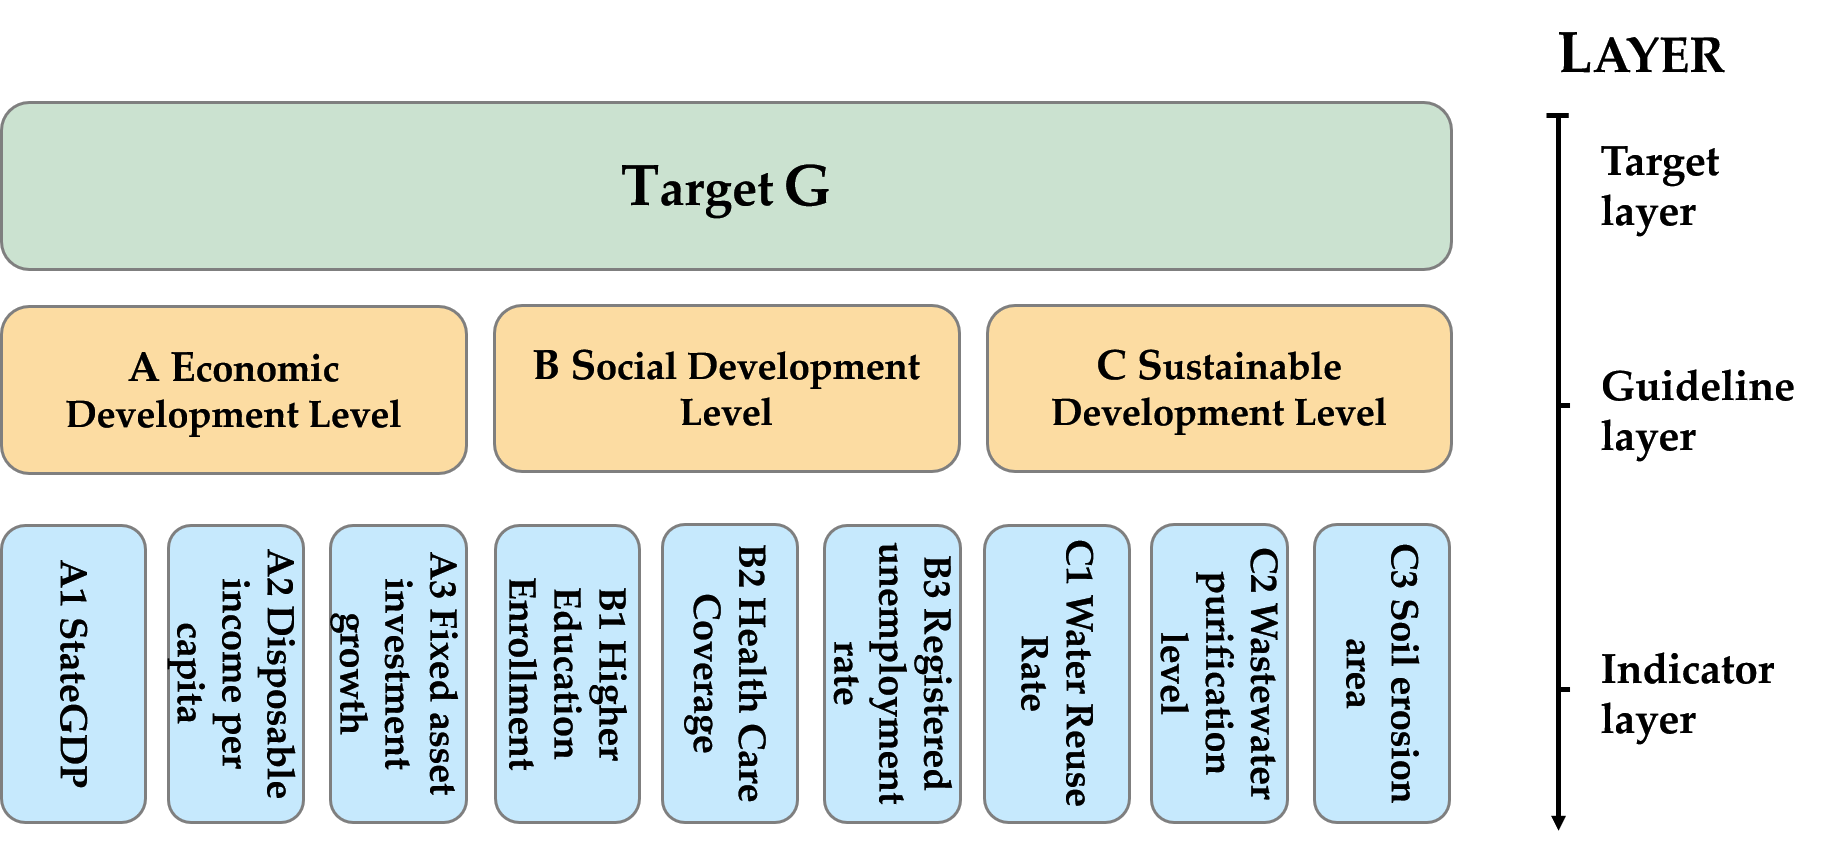 LAYER
Target G
Target
layer
A Economic
Development Level
B Social Development
Level
C Sustainable
Development Level
Guideline
layer
A1 StateGDP
A2 Disposable
income per
capita
A3 Fixed asset
investment
growth
B1 Higher
Education
Enrollment
B2 Health Care
Coverage
B3 Registered
unemployment
rate
C1 Water Reuse
Rate
C2 Wastewater
purification
level
C3 Soil erosion
area
Indicator
layer